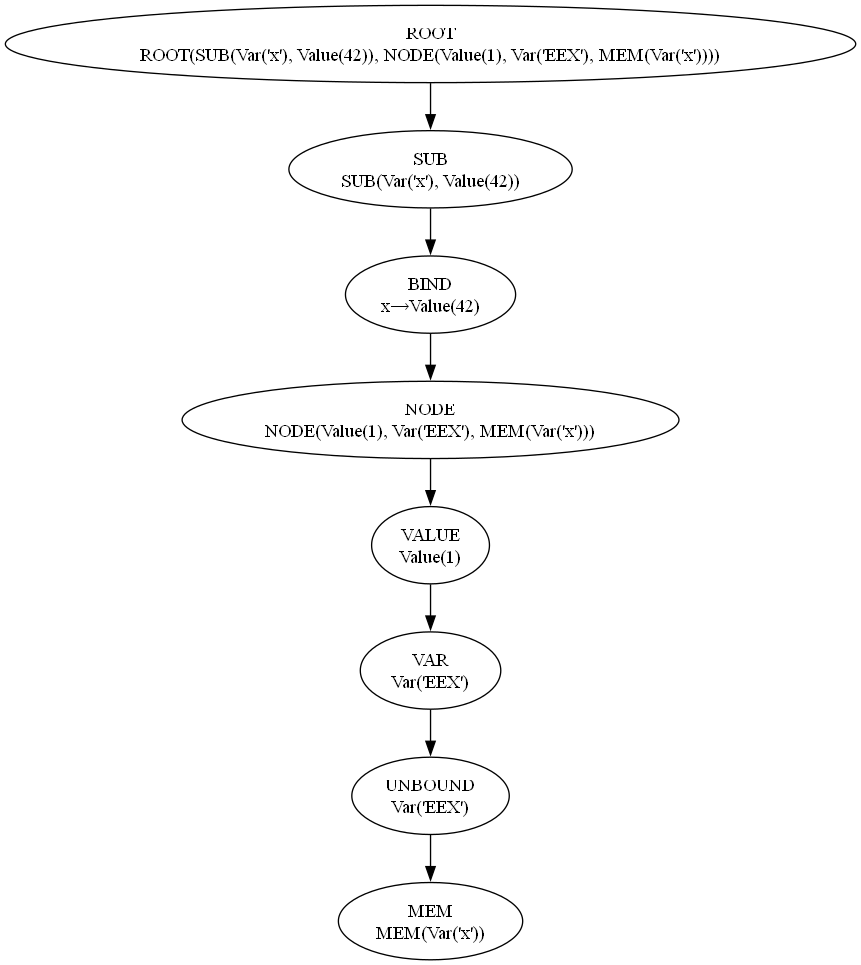 ROOT
ROOT(SUB(Var('x'), Value(42)), NODE(Value(1), Var('EEX'), MEM(Var('x'))))
SUB
SUB(Var('x'), Value(42))
BIND
x→Value(42)
NODE
NODE(Value(1), Var('EEX'), MEM(Var('x')))
VALUE
Value(1)
VAR
Var('EEX')
UNBOUND
Var('EEX')
MEM
MEM(Var('x'))